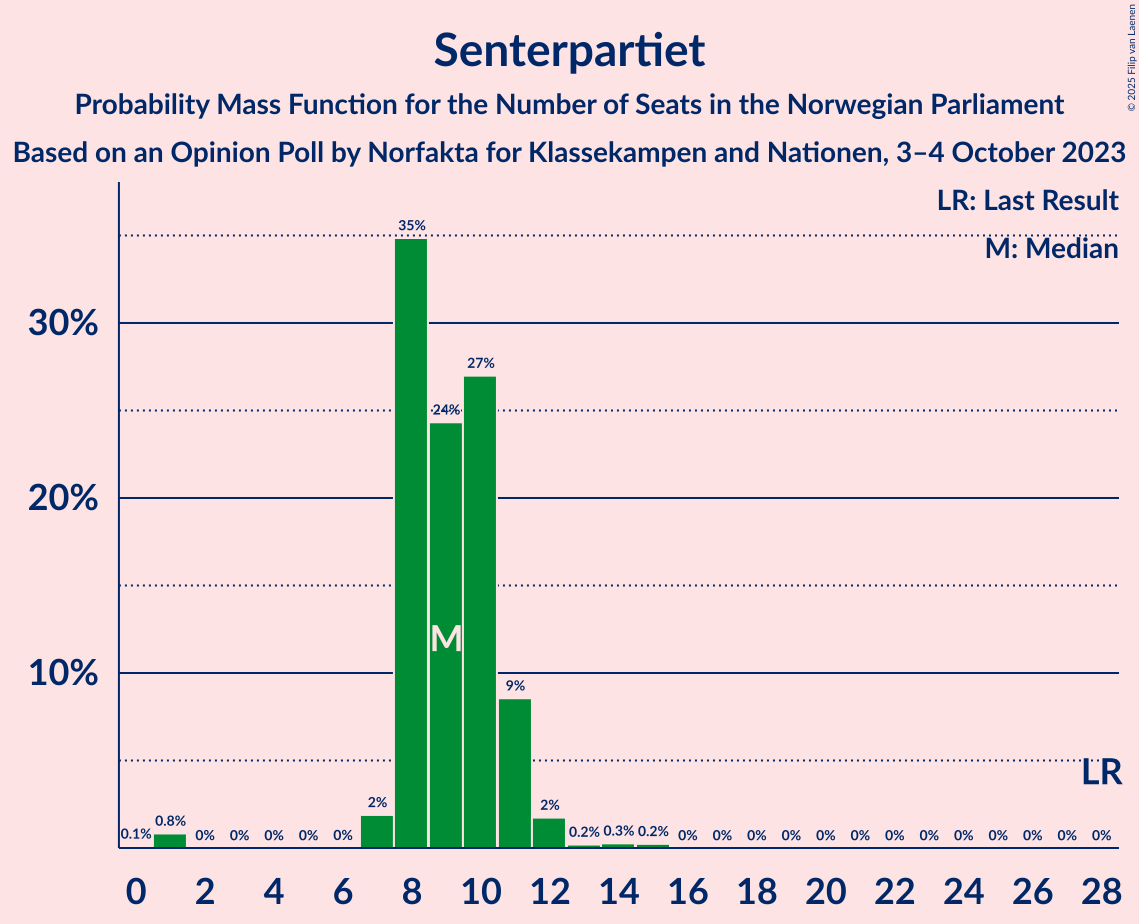 © 2025 Filip van Laenen
Senterpartiet
Probability Mass Function for the Number of Seats in the Norwegian Parliament
Based on an Opinion Poll by Norfakta for Klassekampen and Nationen, 3–4 October 2023
LR: Last Result
M: Median
35%
30%
27%
24%
20%
M
10%
9%
LR
0.1% 0.8% 0% 0% 0% 0% 0% 2% 2% 0.2% 0.3% 0.2% 0% 0% 0% 0% 0% 0% 0% 0% 0% 0% 0% 0% 0%
0 2 4 6 8 10 12 14 16 18 20 22 24 26 28